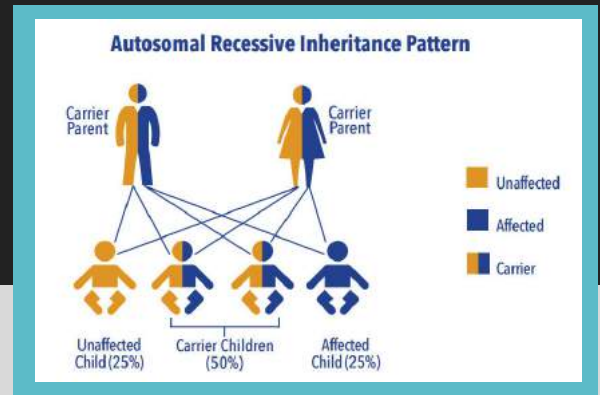 Autosomal Recessive Inheritance Pattern
Carrier
Parent
Carrier
Parent
Unaffected
Affected
Carrier
Unaffected
Child (25%)
Carrier Children
(50%)
Affected
Child (25%)